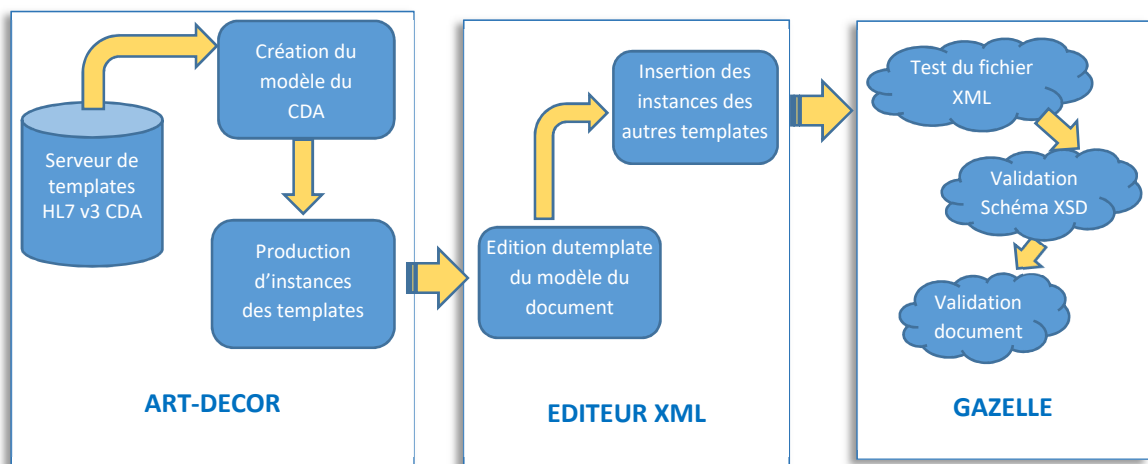 Serveur de
templates
HL7 v3 CDA
Création du
modèle du
CDA
Production
d’instances
des templates
ART-DECOR
Edition dutemplate
du modèle du
document
Insertion des
instances des
autres templates
EDITEUR XML
Test du fichier
XML
Validation
Schéma XSD
Validation
document
GAZELLE